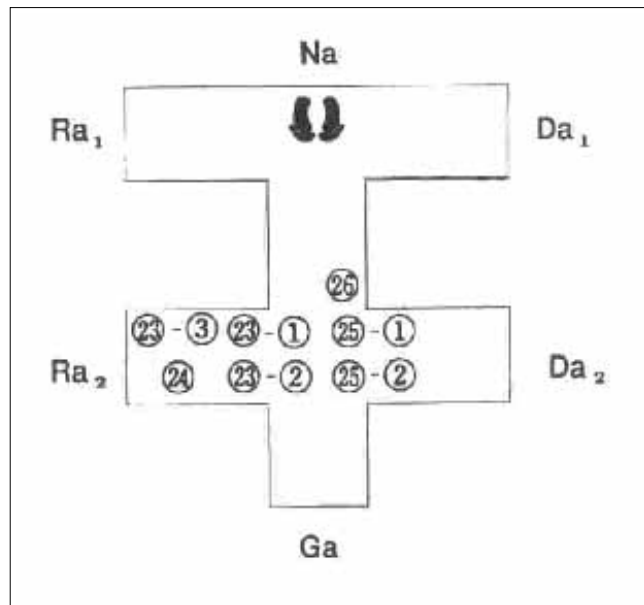 Na
Ra₁ Da₁
㉖
㉓-③ ㉓-① ㉕-①
Ra₂ ㉔ ㉓-② ㉕-② Da₂
Ga